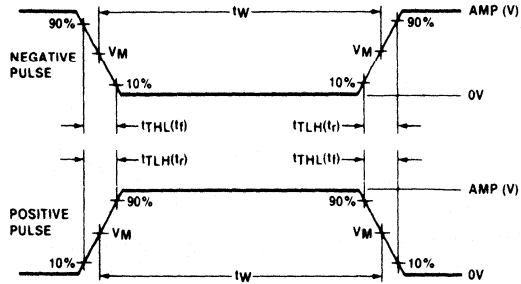 90% tW 90% AMP (V)
NEGATIVE
PULSE
VM VM
10% 10%
0V
tTHL(tf) tTLH(tr)
tTLH(tr) tTHL(tf)
AMP (V)
90% 90%
POSITIVE
PULSE
VM VM
10% 10%
tW 0V